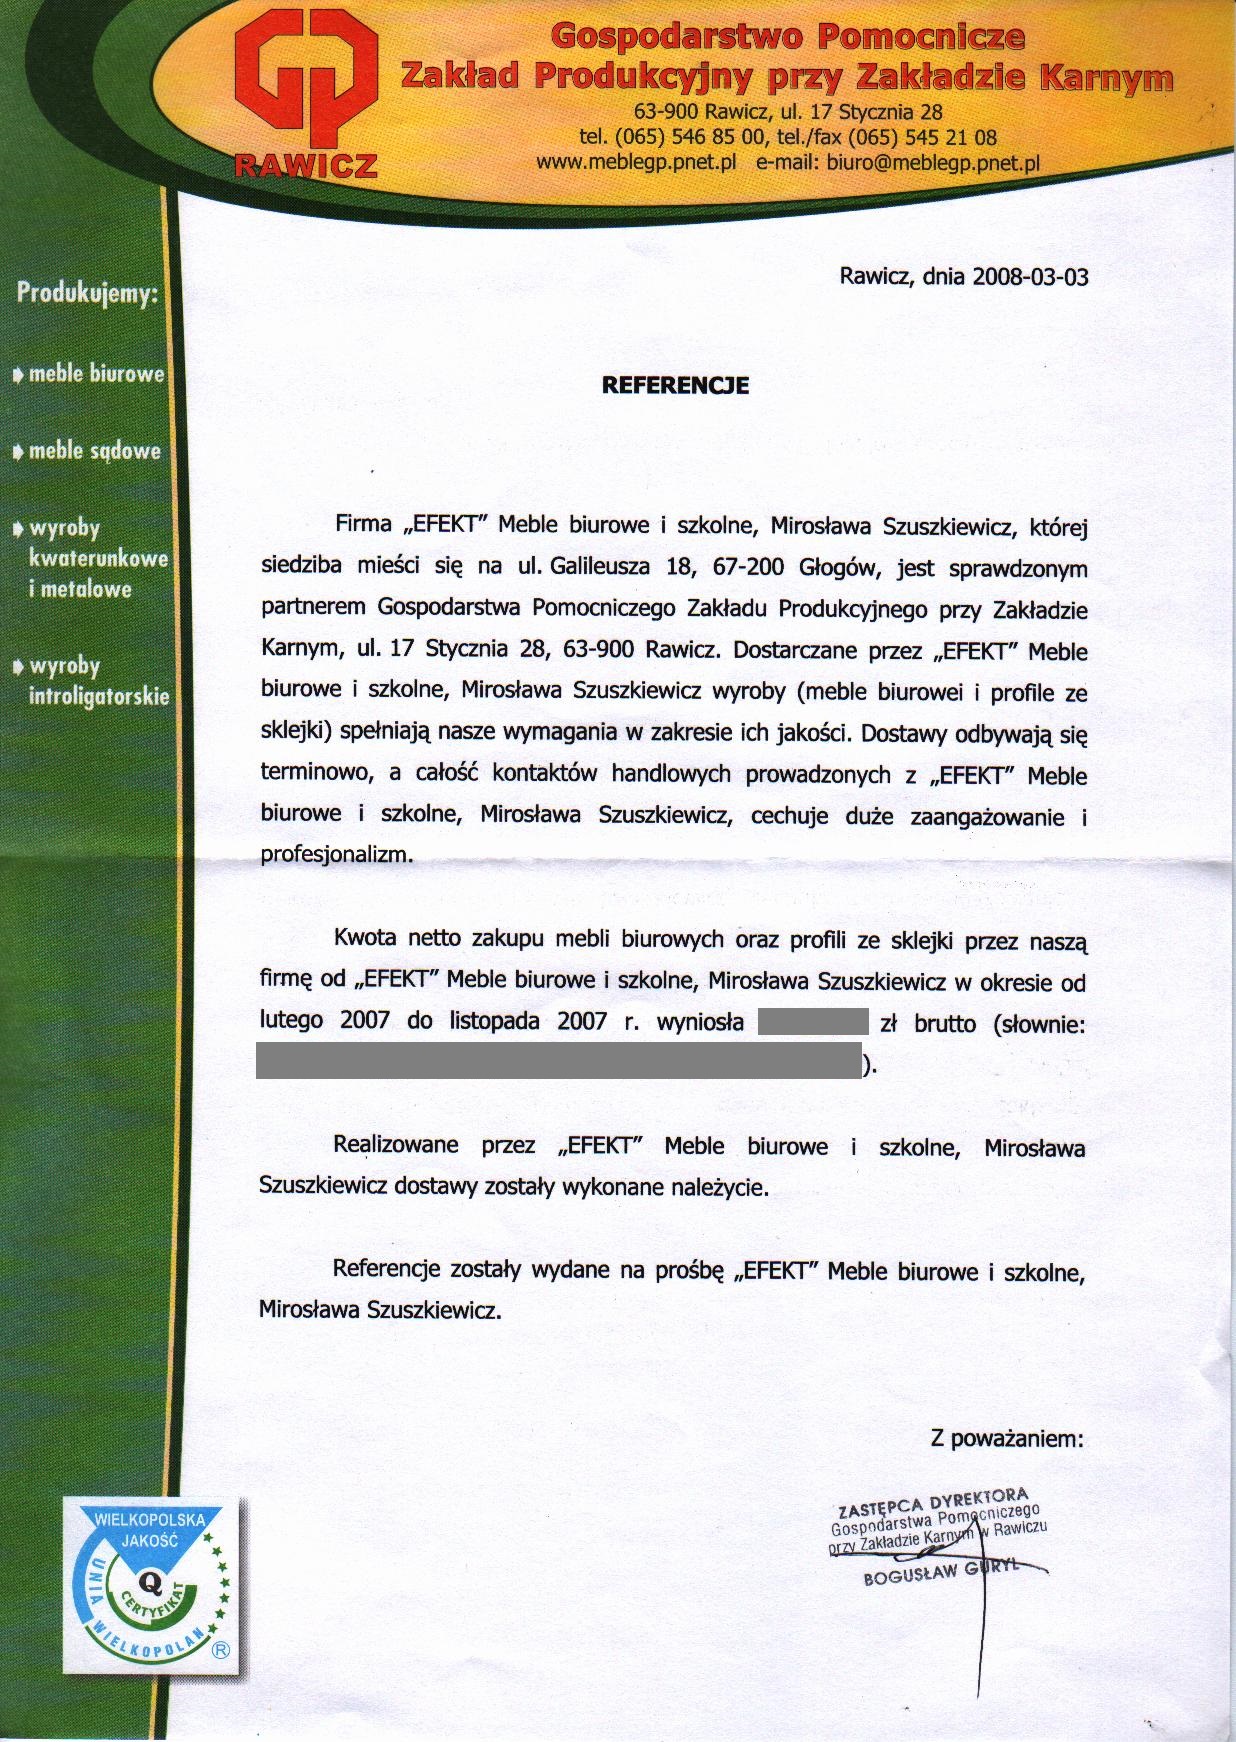 Gospodarstwo Pomocnicze
Zakład Produkcyjny przy Zakładzie Karnym
63-900 Rawicz, ul. 17 Stycznia 28
tel. (065) 546 85 00, tel./fax (065) 545 21 08
www.meblegp.pnet.pl e-mail: biuro@meblegp.pnet.pl
GP
RAWICZ
Produkujemy:
meble biurowe
meble sądowe
wyroby
kwaterunkowe
i metalowe
wyroby
introligatorskie
Rawicz, dnia 2008-03-03
REFERENCJE
Firma „EFEKT” Meble biurowe i szkolne, Mirosława Szuszkiewicz, której
siedziba mieści się na ul. Galileusza 18, 67-200 Głogów, jest sprawdzonym
partnerem Gospodarstwa Pomocniczego Zakładu Produkcyjnego przy Zakładzie
Karnym, ul. 17 Stycznia 28, 63-900 Rawicz. Dostarczane przez „EFEKT” Meble
biurowe i szkolne, Mirosława Szuszkiewicz wyroby (meble biurowei i profile ze
sklejki) spełniają nasze wymagania w zakresie ich jakości. Dostawy odbywają się
terminowo, a całość kontaktów handlowych prowadzonych z „EFEKT” Meble
biurowe i szkolne, Mirosława Szuszkiewicz, cechuje duże zaangażowanie i
profesjonalizm.
Kwota netto zakupu mebli biurowych oraz profili ze sklejki przez naszą
firmę od „EFEKT” Meble biurowe i szkolne, Mirosława Szuszkiewicz w okresie od
lutego 2007 do listopada 2007 r. wyniosła zł brutto (słownie:
).
Realizowane przez „EFEKT” Meble biurowe i szkolne, Mirosława
Szuszkiewicz dostawy zostały wykonane należycie.
Referencje zostały wydane na prośbę „EFEKT” Meble biurowe i szkolne,
Mirosława Szuszkiewicz.
Z poważaniem:
ZASTĘPCA DYREKTORA
Gospodarstwa Pomocniczego
przy Zakładzie Karnym w Rawiczu
BOGUSŁAW GURYL
WIELKOPOLSKA
JAKOŚĆ
Q
CERTYFIKAT
UNIA WIELKOPOLAN
®